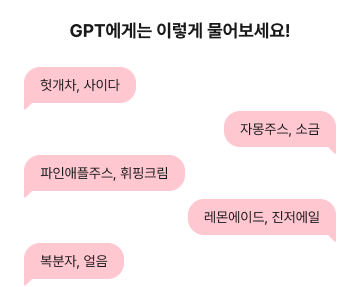 GPT에게는 이렇게 물어보세요!
헛개차, 사이다
자몽주스, 소금
파인애플주스, 휘핑크림
레몬에이드, 진저에일
복분자, 얼음